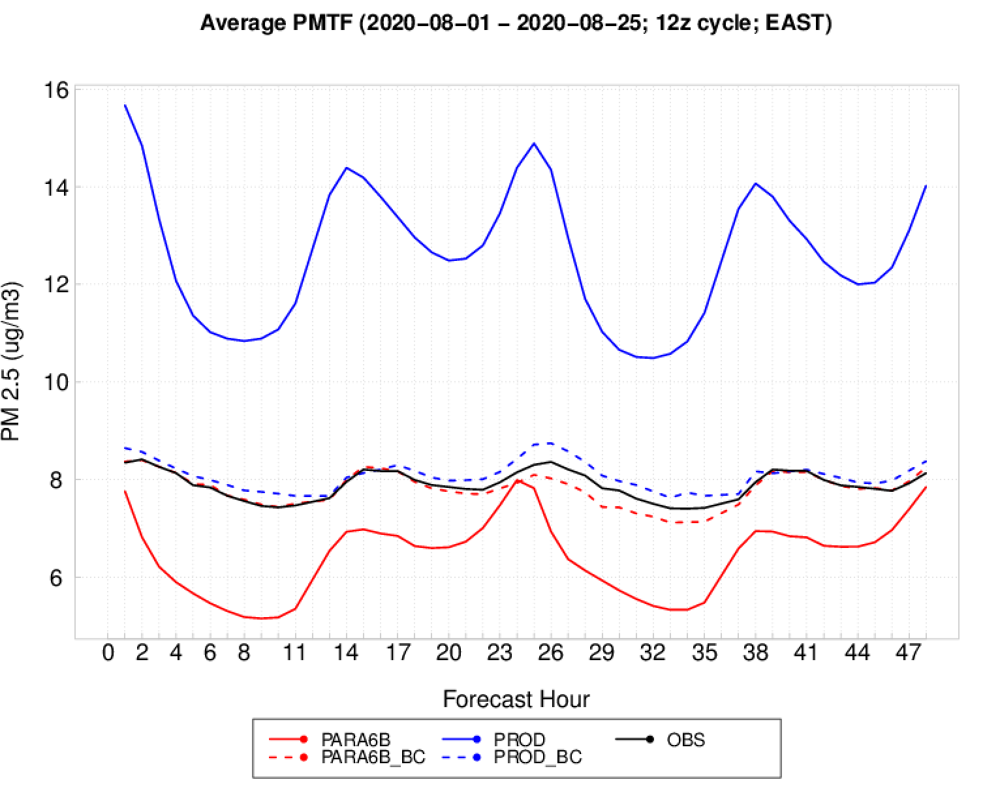 Average PMTF (2020−08−01 − 2020−08−25; 12z cycle; EAST)
16
14
12
10
8
6
PM 2.5 (ug/m3)
0 2 4 6 8 11 14 17 20 23 26 29 32 35 38 41 44 47
Forecast Hour
PARA6B PROD OBS
PARA6B_BC PROD_BC